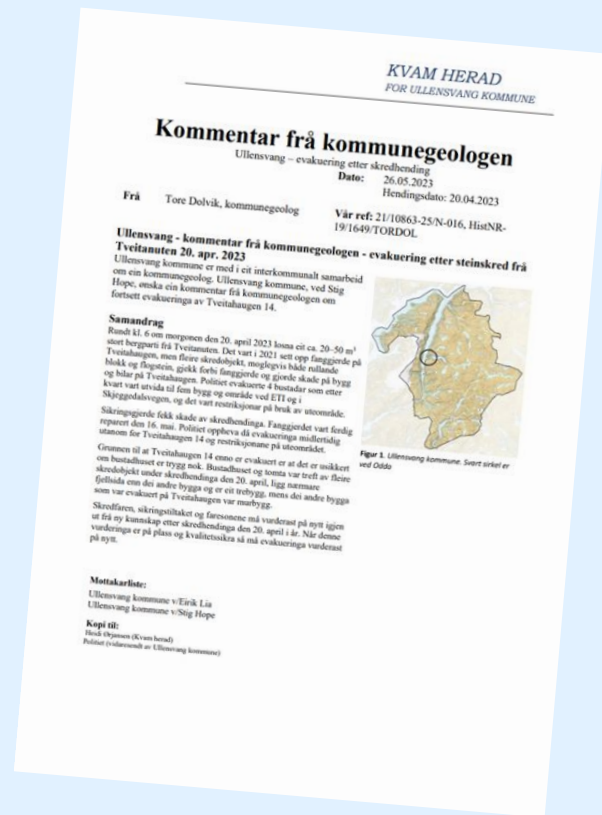 KVAM HERAD
FOR ULLENSVANG KOMMUNE
Kommentar frå kommunegeologen
Ullensvang – evakuering etter skredhending
Dato: 26.05.2023
Hendingsdato: 20.04.2023
Frå Tore Dolvik, kommunegeolog
Vår ref: 21/10863-25/N-016, HistNR-
19/1649/TORDOL
Ullensvang - kommentar frå kommunegeologen - evakuering etter steinskred frå
Tveitanuten 20. apr. 2023
Ullensvang kommune er med i eit interkommunalt samarbeid
om ein kommunegeolog. Ullensvang kommune, ved Stig
Hope, ønska ein kommentar frå kommunegeologen om
fortsett evakueringa av Tveitahaugen 14.
Samandrag
Rundt kl. 6 om morgonen den 20. april 2023 losna eit ca. 20–50 m³
stort bergparti frå Tveitanuten. Det vart i 2021 sett opp fanggjerde på
Tveitahaugen, men fleire skredobjekt, moglegvis både rullande
blokk og flogstein, gjekk forbi fanggjerde og gjorde skade på bygg
og bilar på Tveitahaugen. Politiet evakuerte 4 bustadar som etter
kvart vart utvida til fem bygg og område ved ETI og i
Skjeggedalsvegen, og det vart restriksjonar på bruk av uteområde.
Sikringsgjerde fekk skade av skredhendinga. Fanggjerdet vart ferdig
reparert den 16. mai. Politiet oppheva då evakueringa midlertidig
utanom for Tveitahaugen 14 og restriksjonane på uteområdet.
Grunnen til at Tveitahaugen 14 enno er evakuert er at det er usikkert
om bustadhuset er trygg nok. Bustadhuset og tomta var treft av fleire
skredobjekt under skredhendinga den 20. april, ligg nærmare
fjellsida enn dei andre bygga og er eit trebygg, mens dei andre bygga
som var evakuert på Tveitahaugen var murbygg.
Skredfaren, sikringstiltaket og faresonene må vurderast på nytt igjen
ut frå ny kunnskap etter skredhendinga den 20. april i år. Når denne
vurderinga er på plass og kvalitetssikra så må evakueringa vurderast
på nytt.
Figur 1. Ullensvang kommune. Svart sirkel er
ved Odda
Mottakarliste:
Ullensvang kommune v/Eirik Lia
Ullensvang kommune v/Stig Hope
Kopi til:
Heidi Ørjansen (Kvam herad)
Politiet (vidaresendt av Ullensvang kommune)